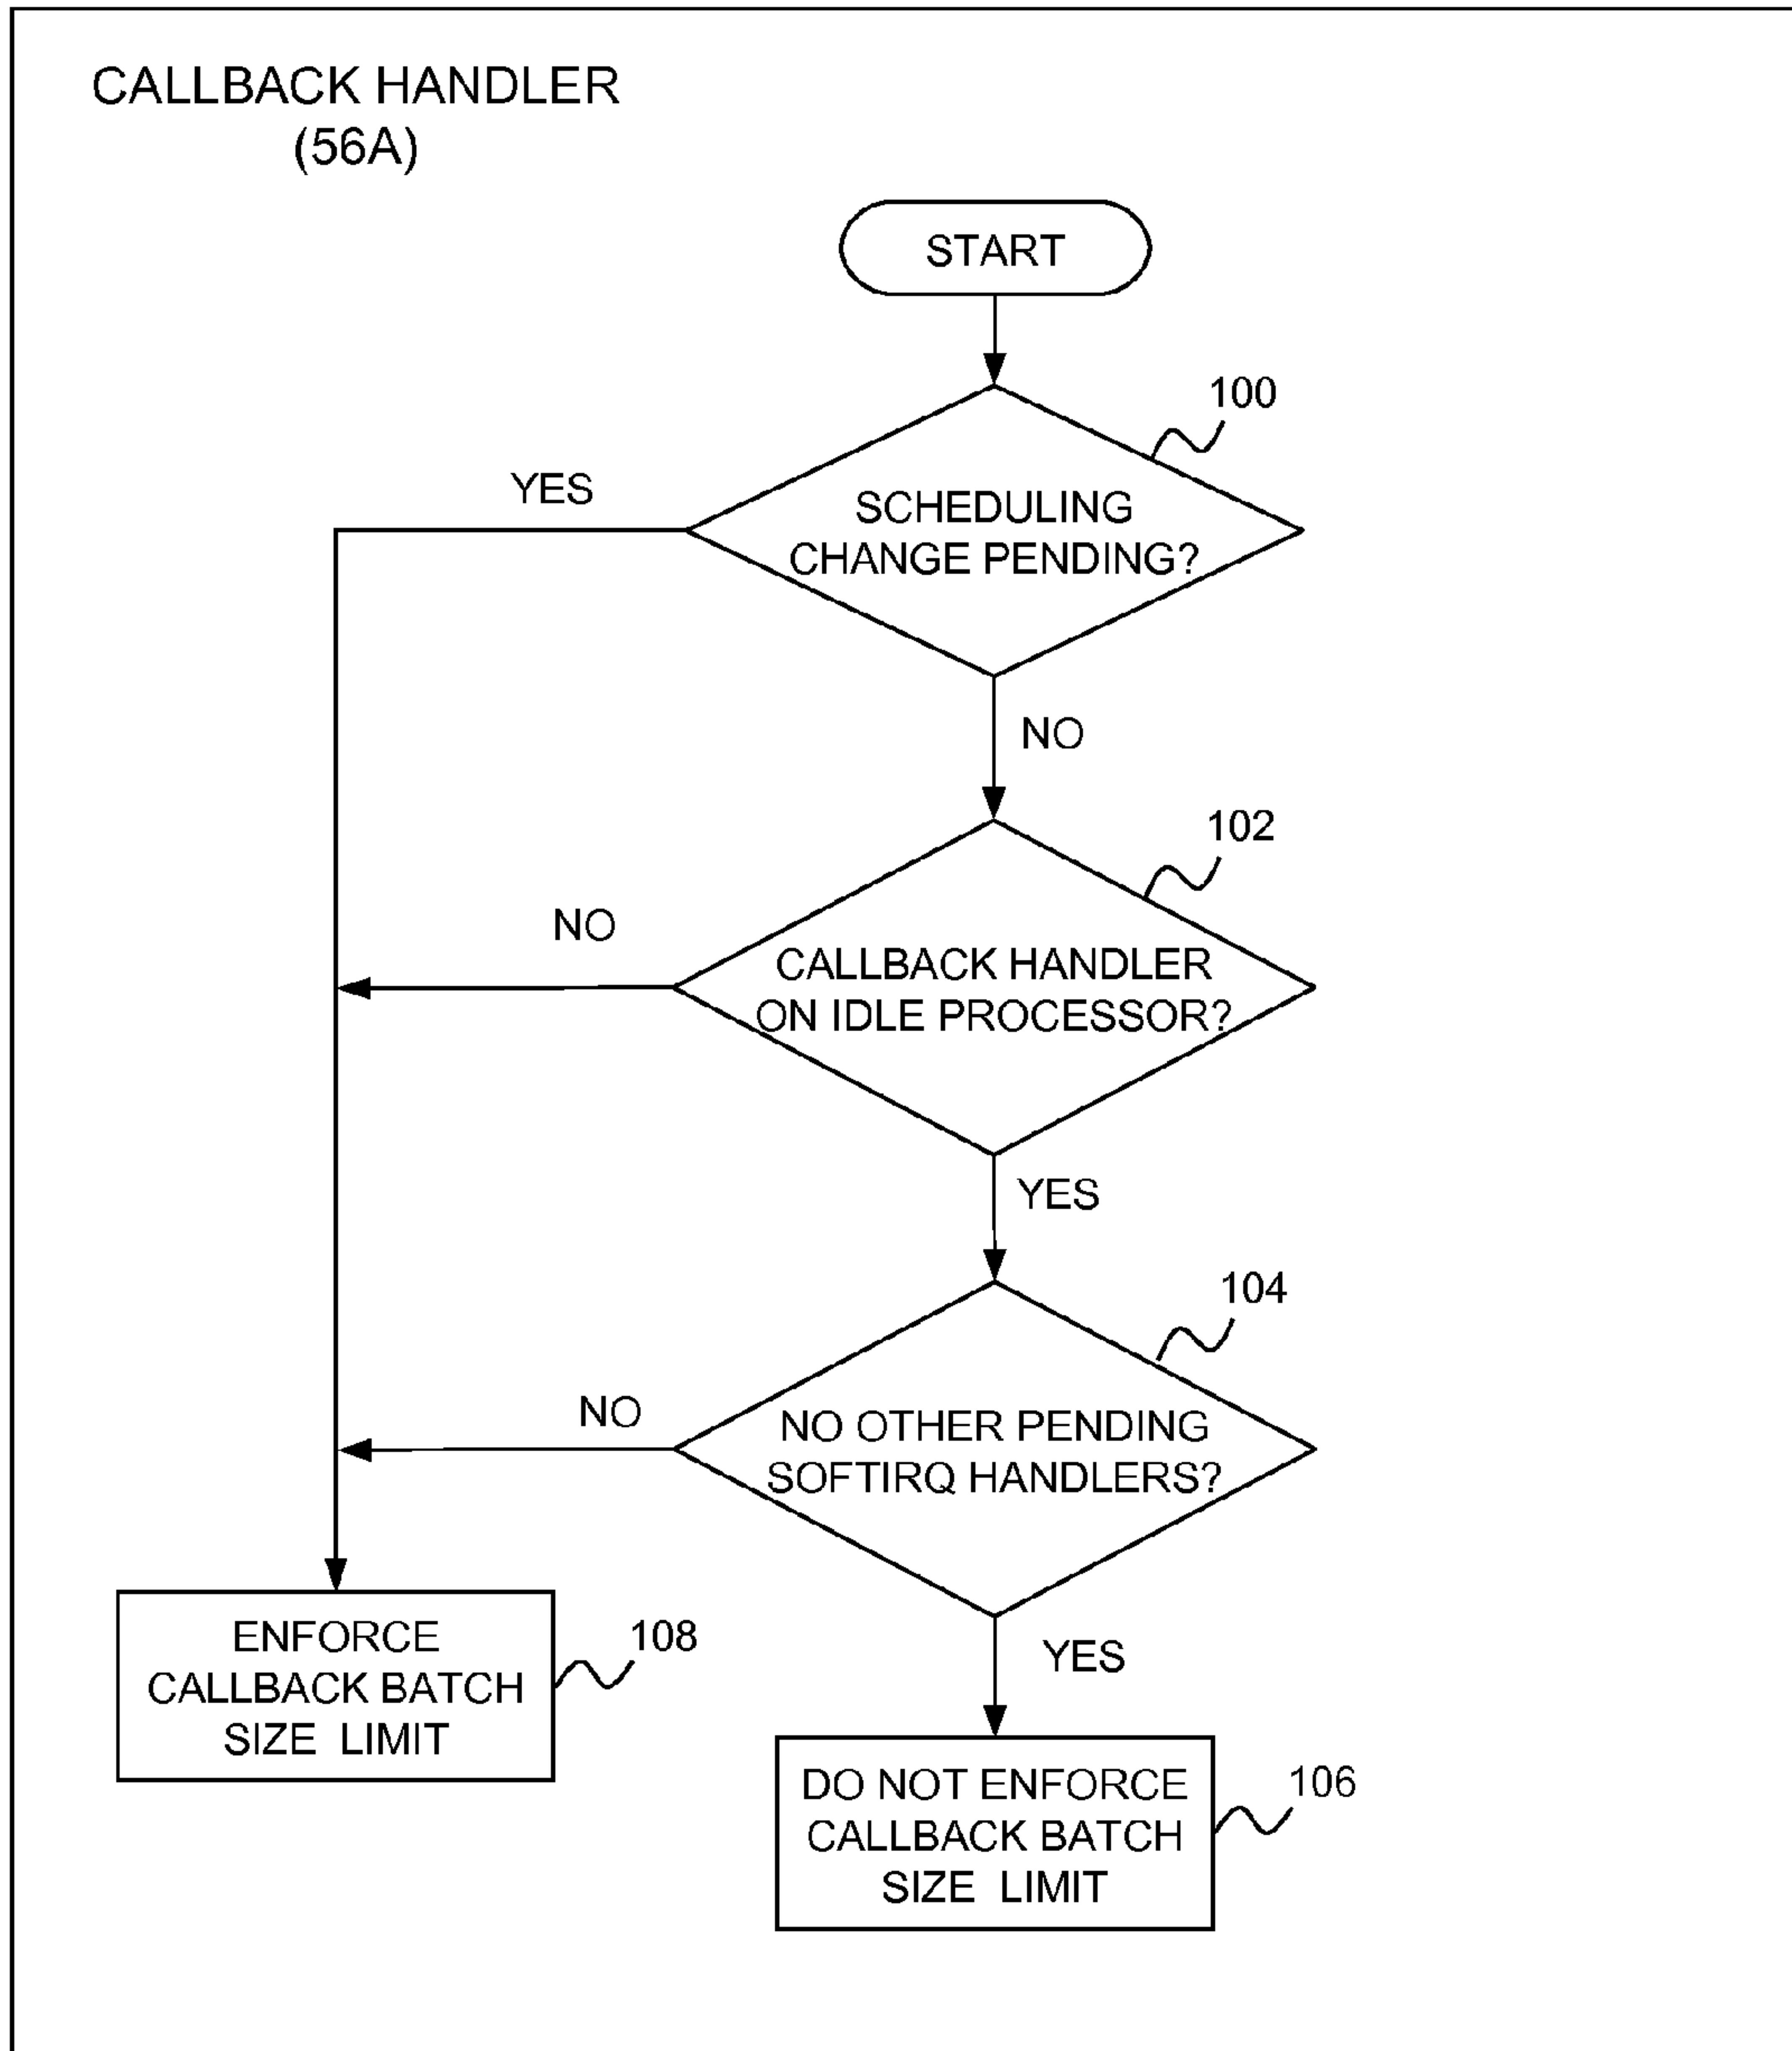 CALLBACK HANDLER
(56A)
START
100
YES
SCHEDULING
CHANGE PENDING?
NO
102
NO
CALLBACK HANDLER
ON IDLE PROCESSOR?
YES
104
NO
NO OTHER PENDING
SOFTIRQ HANDLERS?
ENFORCE
CALLBACK BATCH
SIZE LIMIT
108
YES
DO NOT ENFORCE
CALLBACK BATCH
SIZE LIMIT
106